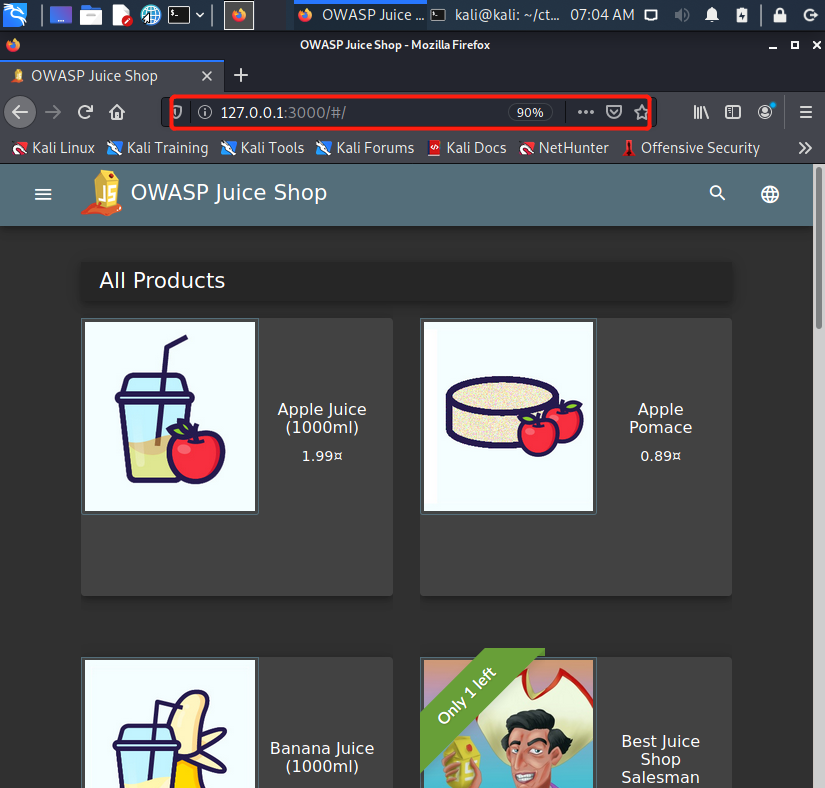 OWASP Juice ...
kali@kali: ~/ct...
07:04 AM
OWASP Juice Shop - Mozilla Firefox
OWASP Juice Shop
127.0.0.1:3000/#/
90%
Kali Linux
Kali Training
Kali Tools
Kali Forums
Kali Docs
NetHunter
Offensive Security
OWASP Juice Shop
All Products
Apple Juice
(1000ml)
1.99¤
Apple
Pomace
0.89¤
Banana Juice
(1000ml)
Only 1 left
Best Juice
Shop
Salesman